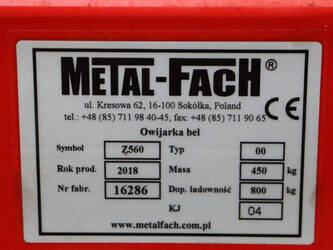 METAL-FACH ®
ul. Kresowa 62, 16-100 Sokółka, Poland
tel.: +48 (85) 711 98 40-45, fax: +48 (85) 711 90 65
CE
Owijarka bel
Symbol Z560 Typ 00
Rok prod. 2018 Masa 450 kg
Nr fabr. 16286 Dop. ładowność 800 kg
KJ 04
www.metalfach.com.pl